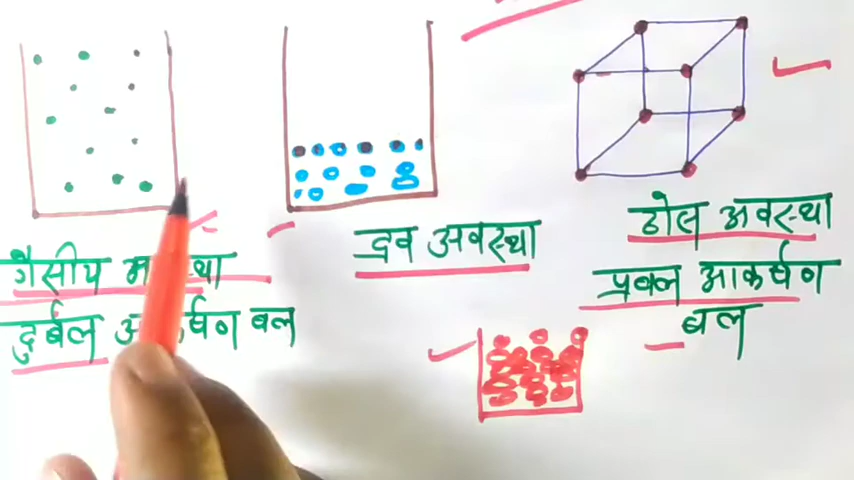 ठोस अवस्था
द्रव अवस्था
गैसीय
प्रबल आकर्षण
बल
दुर्बल बल